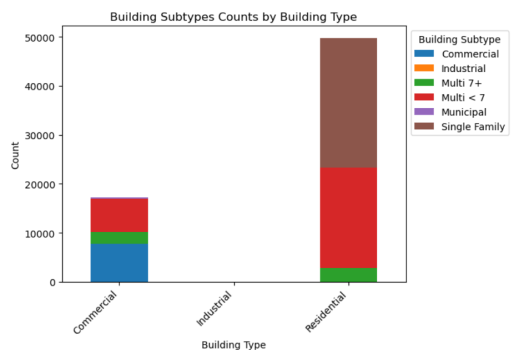 Building Subtypes Counts by Building Type
Building Subtype
Commercial
Industrial
Multi 7+
Multi < 7
Municipal
Single Family
50000
40000
30000
20000
10000
0
Count
Commercial
Industrial
Residential
Building Type